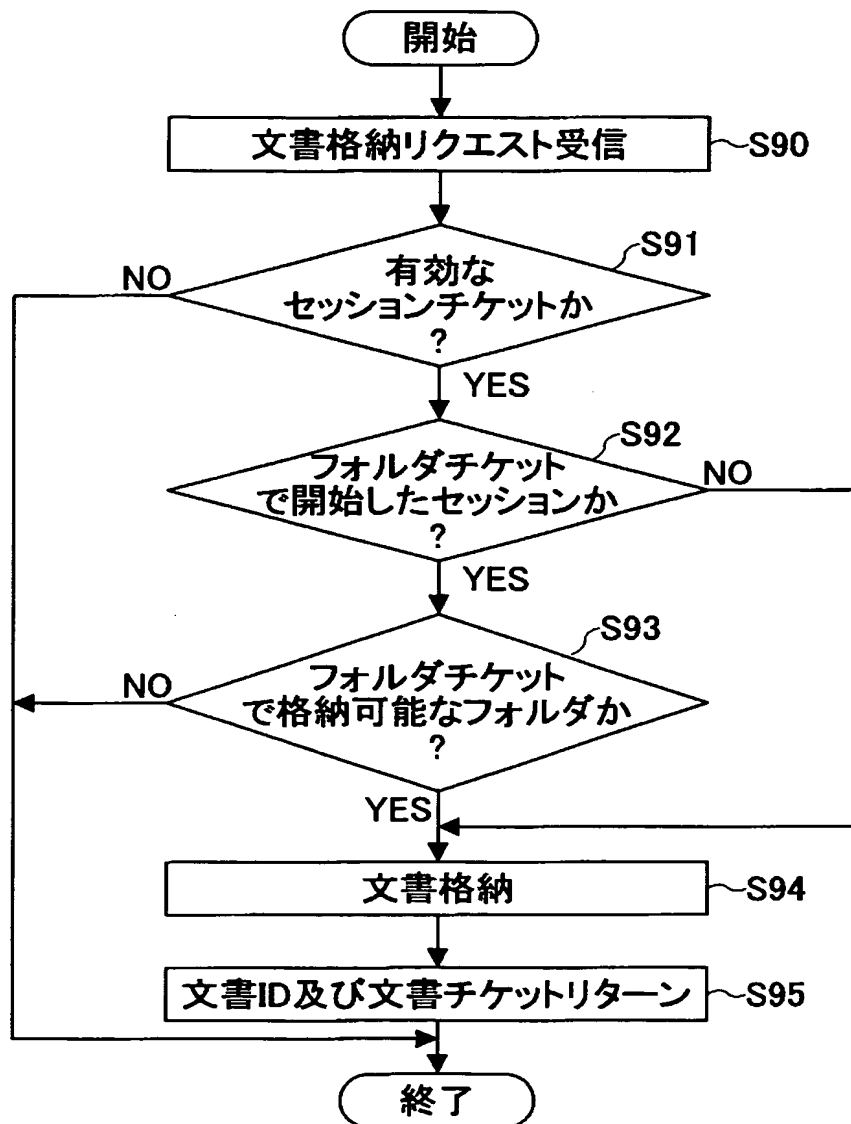 開始
文書格納リクエスト受信
S90
S91
NO
有効な
セッションチケットか
?
YES
S92
NO
フォルダチケット
で開始したセッションか
?
YES
S93
NO
フォルダチケット
で格納可能なフォルダか
?
YES
文書格納
S94
文書ID及び文書チケットリターン
S95
終了